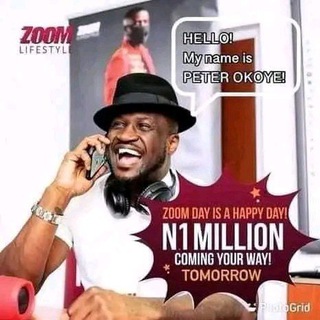 ZOOM
LIFESTYLE
HELLO!
My name is
PETER OKOYE!
ZOOM DAY IS A HAPPY DAY!
N1 MILLION
COMING YOUR WAY!
TOMORROW
PhotoGrid